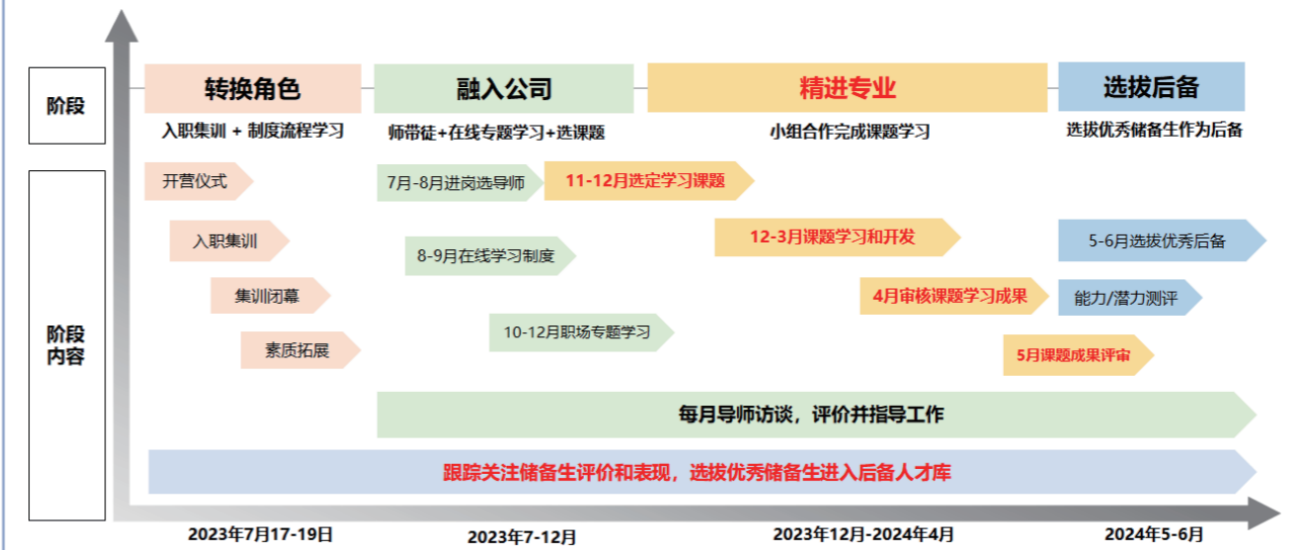 阶段
转换角色
融入公司
精进专业
选拔后备
入职集训 + 制度流程学习
师带徒+在线专题学习+选课题
小组合作完成课题学习
选拔优秀储备生作为后备
阶段
内容
开营仪式
入职集训
集训闭幕
素质拓展
7月-8月进岗选导师
8-9月在线学习制度
10-12月职场专题学习
11-12月选定学习课题
12-3月课题学习和开发
4月审核课题学习成果
5月课题成果评审
5-6月选拔优秀后备
能力/潜力测评
每月导师访谈，评价并指导工作
跟踪关注储备生评价和表现，选拔优秀储备生进入后备人才库
2023年7月17-19日
2023年7-12月
2023年12月-2024年4月
2024年5-6月